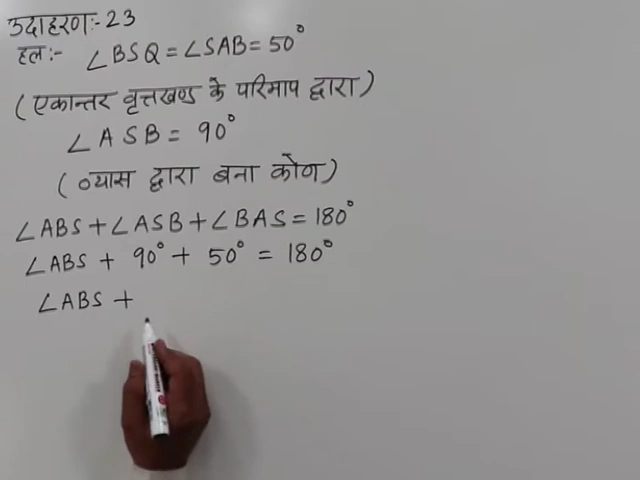 उदाहरण:- 23
हल:- ∠BSQ = ∠SAB = 50°
(एकान्तर वृत्तखण्ड के परिमाप द्वारा)
∠ASB = 90°
(व्यास द्वारा बना कोण)
∠ABS + ∠ASB + ∠BAS = 180°
∠ABS + 90° + 50° = 180°
∠ABS +